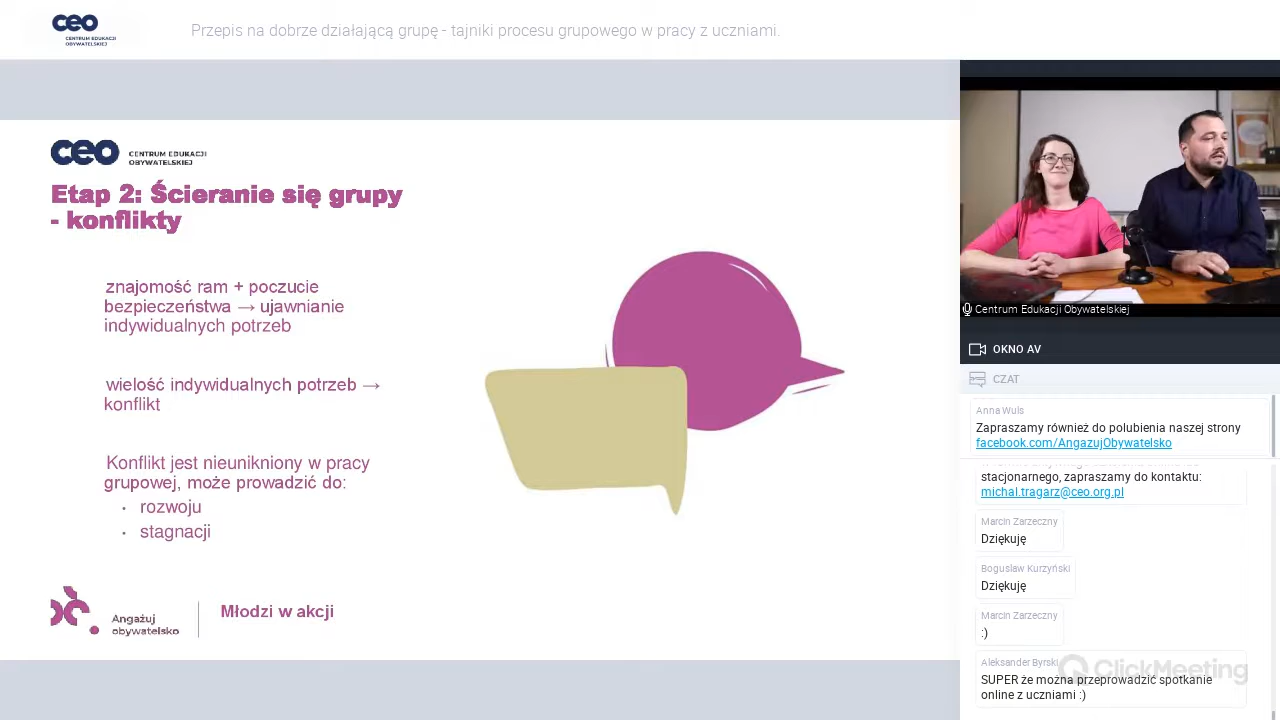 ceo
CENTRUM EDUKACJI
OBYWATELSKIEJ
Przepis na dobrze działającą grupę - tajniki procesu grupowego w pracy z uczniami.
ceo
CENTRUM EDUKACJI
OBYWATELSKIEJ
Etap 2: Ścieranie się grupy
- konflikty
znajomość ram + poczucie
bezpieczeństwa → ujawnianie
indywidualnych potrzeb
wielość indywidualnych potrzeb →
konflikt
Konflikt jest nieunikniony w pracy
grupowej, może prowadzić do:
• rozwoju
• stagnacji
Angażuj
obywatelsko
Młodzi w akcji
Centrum Edukacji Obywatelskiej
OKNO AV
CZAT
Anna Wuls
Zapraszamy również do polubienia naszej strony
facebook.com/AngazujObywatelsko
stacjonarnego, zapraszamy do kontaktu:
michal.tragarz@ceo.org.pl
Marcin Zarzeczny
Dziękuję
Bogusław Kurzyński
Dziękuję
Marcin Zarzeczny
:)
Aleksander Byrski
ClickMeeting
SUPER że można przeprowadzić spotkanie
online z uczniami :)